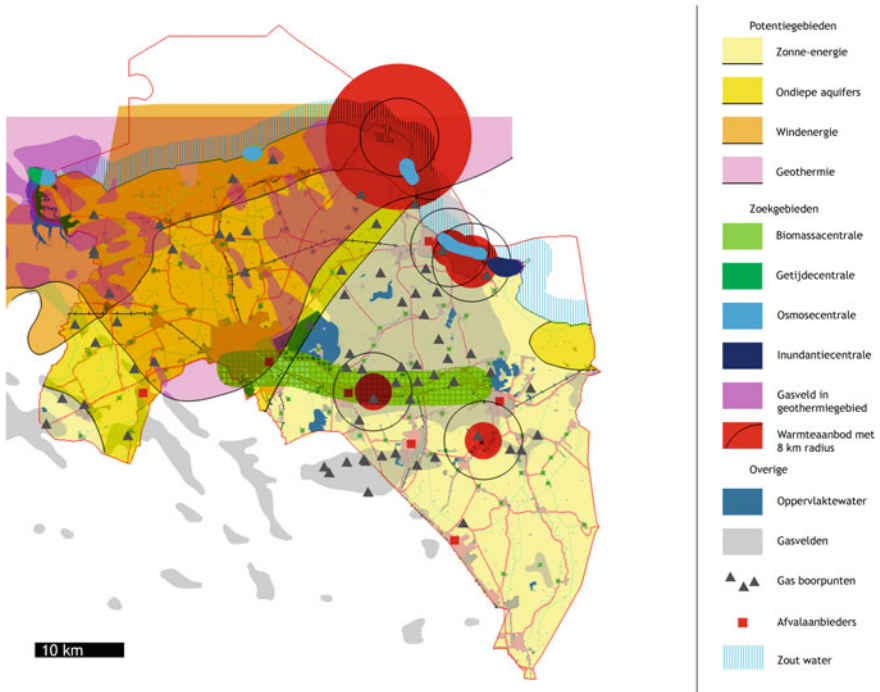 Potentiegebieden
Zonne-energie
Ondiepe aquifers
Windenergie
Geothermie
Zoekgebieden
Biomassacentrale
Getijdecentrale
Osmosecentrale
Inundantiecentrale
Gasveld in
geothermiegebied
Warmteaanbod met
8 km radius
Overige
Oppervlaktewater
Gasvelden
Gas boorpunten
Afvalaanbieders
Zout water
10 km